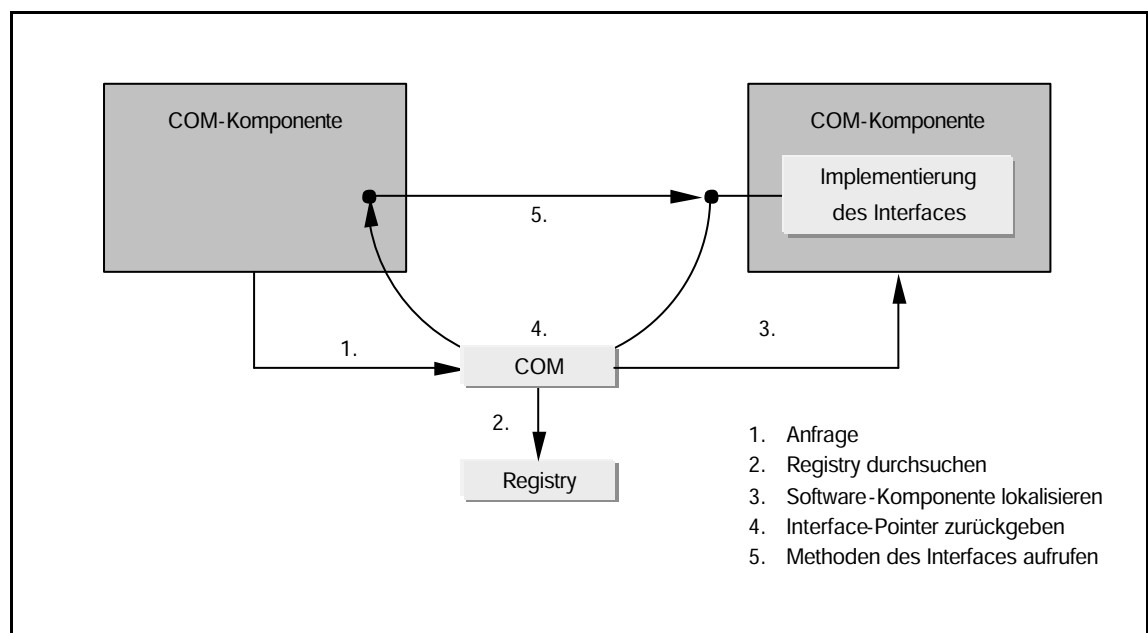 COM-Komponente
COM-Komponente
Implementierung
des Interfaces
5.
4.
3.
1.
COM
2.
Registry
1. Anfrage
2. Registry durchsuchen
3. Software-Komponente lokalisieren
4. Interface-Pointer zurückgeben
5. Methoden des Interfaces aufrufen